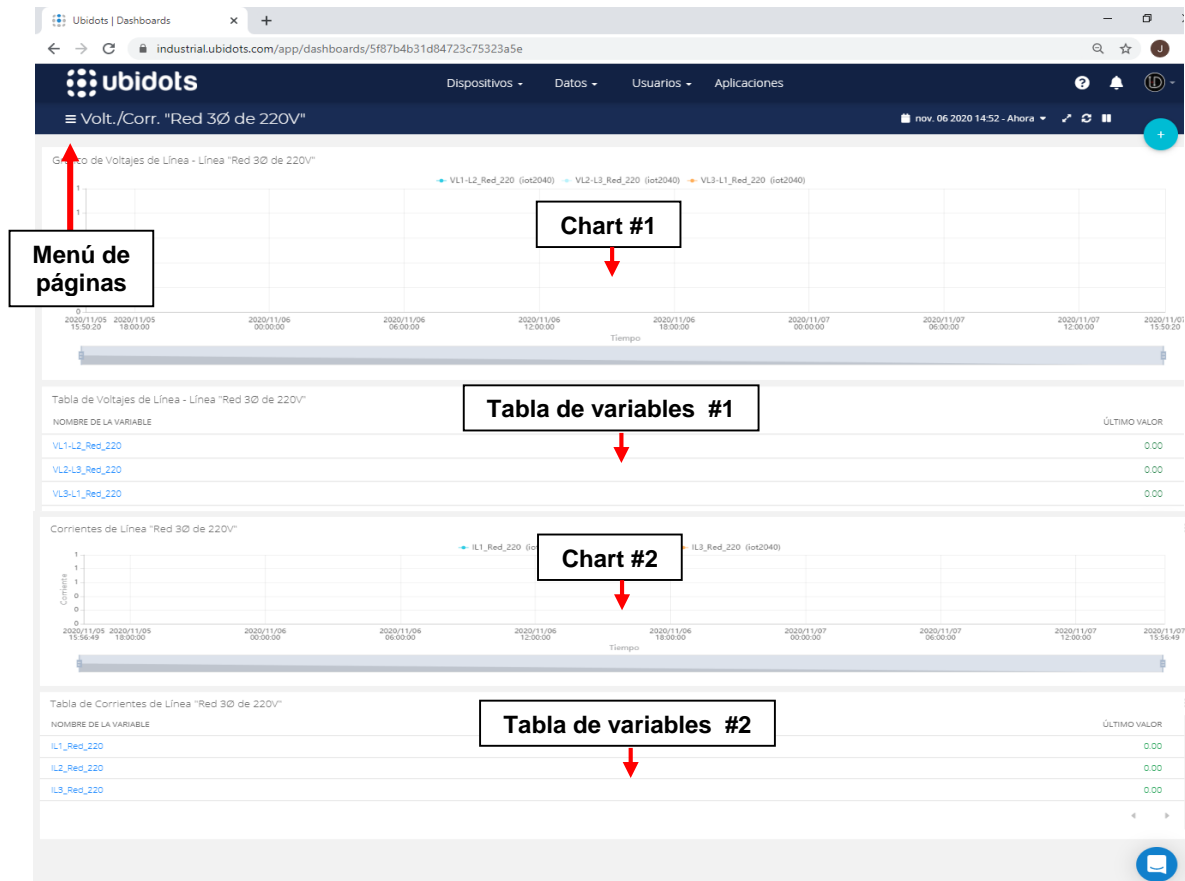 Ubidots | Dashboards
industrial.ubidots.com/app/dashboards/5f87b4b31d84723c75323a5e
J
ubidots
Dispositivos
Datos
Usuarios
Aplicaciones
?
Volt./Corr. "Red 3Ø de 220V"
nov. 06 2020 14:52 - Ahora
+
de Voltajes de Línea - Línea "Red 3Ø de 220V"
VL1-L2_Red_220 (iot2040) VL2-L3_Red_220 (iot2040) VL3-L1_Red_220 (iot2040)
1
1
Chart #1
Menú de páginas
0
2020/11/05 15:50:20
2020/11/05 18:00:00
2020/11/06 00:00:00
2020/11/06 06:00:00
2020/11/06 12:00:00
2020/11/06 18:00:00
2020/11/07 00:00:00
2020/11/07 06:00:00
2020/11/07 12:00:00
2020/11/07 15:50:20
Tiempo
Tabla de Voltajes de Línea - Línea "Red 3Ø de 220V"
Tabla de variables #1
NOMBRE DE LA VARIABLE ÚLTIMO VALOR
VL1-L2_Red_220 0.00
VL2-L3_Red_220 0.00
VL3-L1_Red_220 0.00
Corrientes de Línea "Red 3Ø de 220V"
IL1_Red_220 IL3_Red_220 (iot2040)
Chart #2
Corriente
1
1
1
0
0
0
2020/11/05 15:56:49
2020/11/05 18:00:00
2020/11/06 00:00:00
2020/11/06 06:00:00
2020/11/06 12:00:00
2020/11/06 18:00:00
2020/11/07 00:00:00
2020/11/07 06:00:00
2020/11/07 12:00:00
2020/11/07 15:56:49
Tiempo
Tabla de Corrientes de Línea "Red 3Ø de 220V"
Tabla de variables #2
NOMBRE DE LA VARIABLE ÚLTIMO VALOR
IL1_Red_220 0.00
IL2_Red_220 0.00
IL3_Red_220 0.00